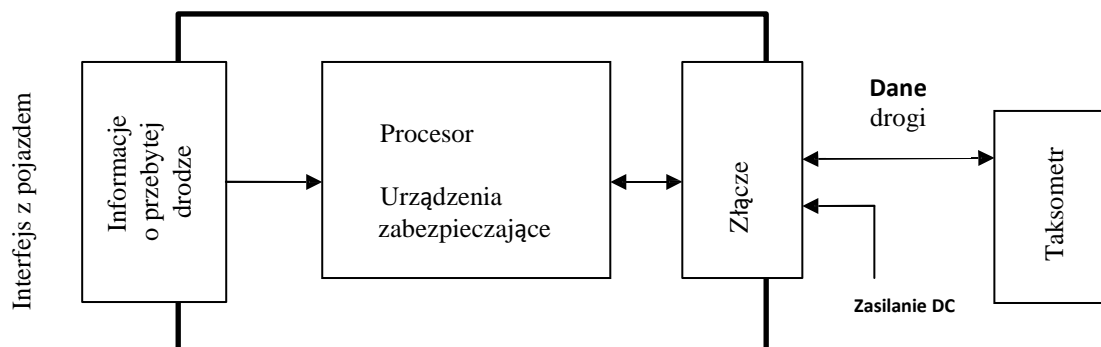 Interfejs z pojazdem
Informacje
o przebytej
drodze
Procesor
Urządzenia
zabezpieczające
Złącze
Dane
drogi
Zasilanie DC
Taksometr